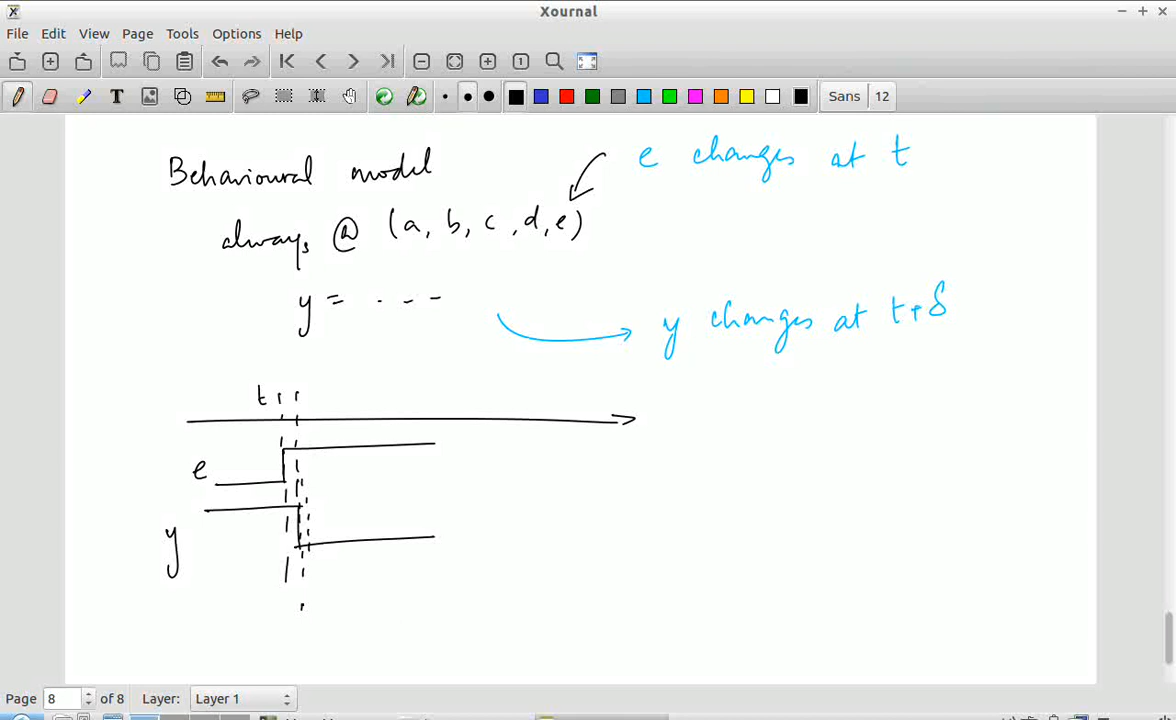 Xournal
File Edit View Page Tools Options Help
Sans 12
Behavioural model
e changes at t
always @ (a, b, c, d, e)
y = . - -
y changes at t+δ
t
e
y
Page 8 of 8 Layer: Layer 1